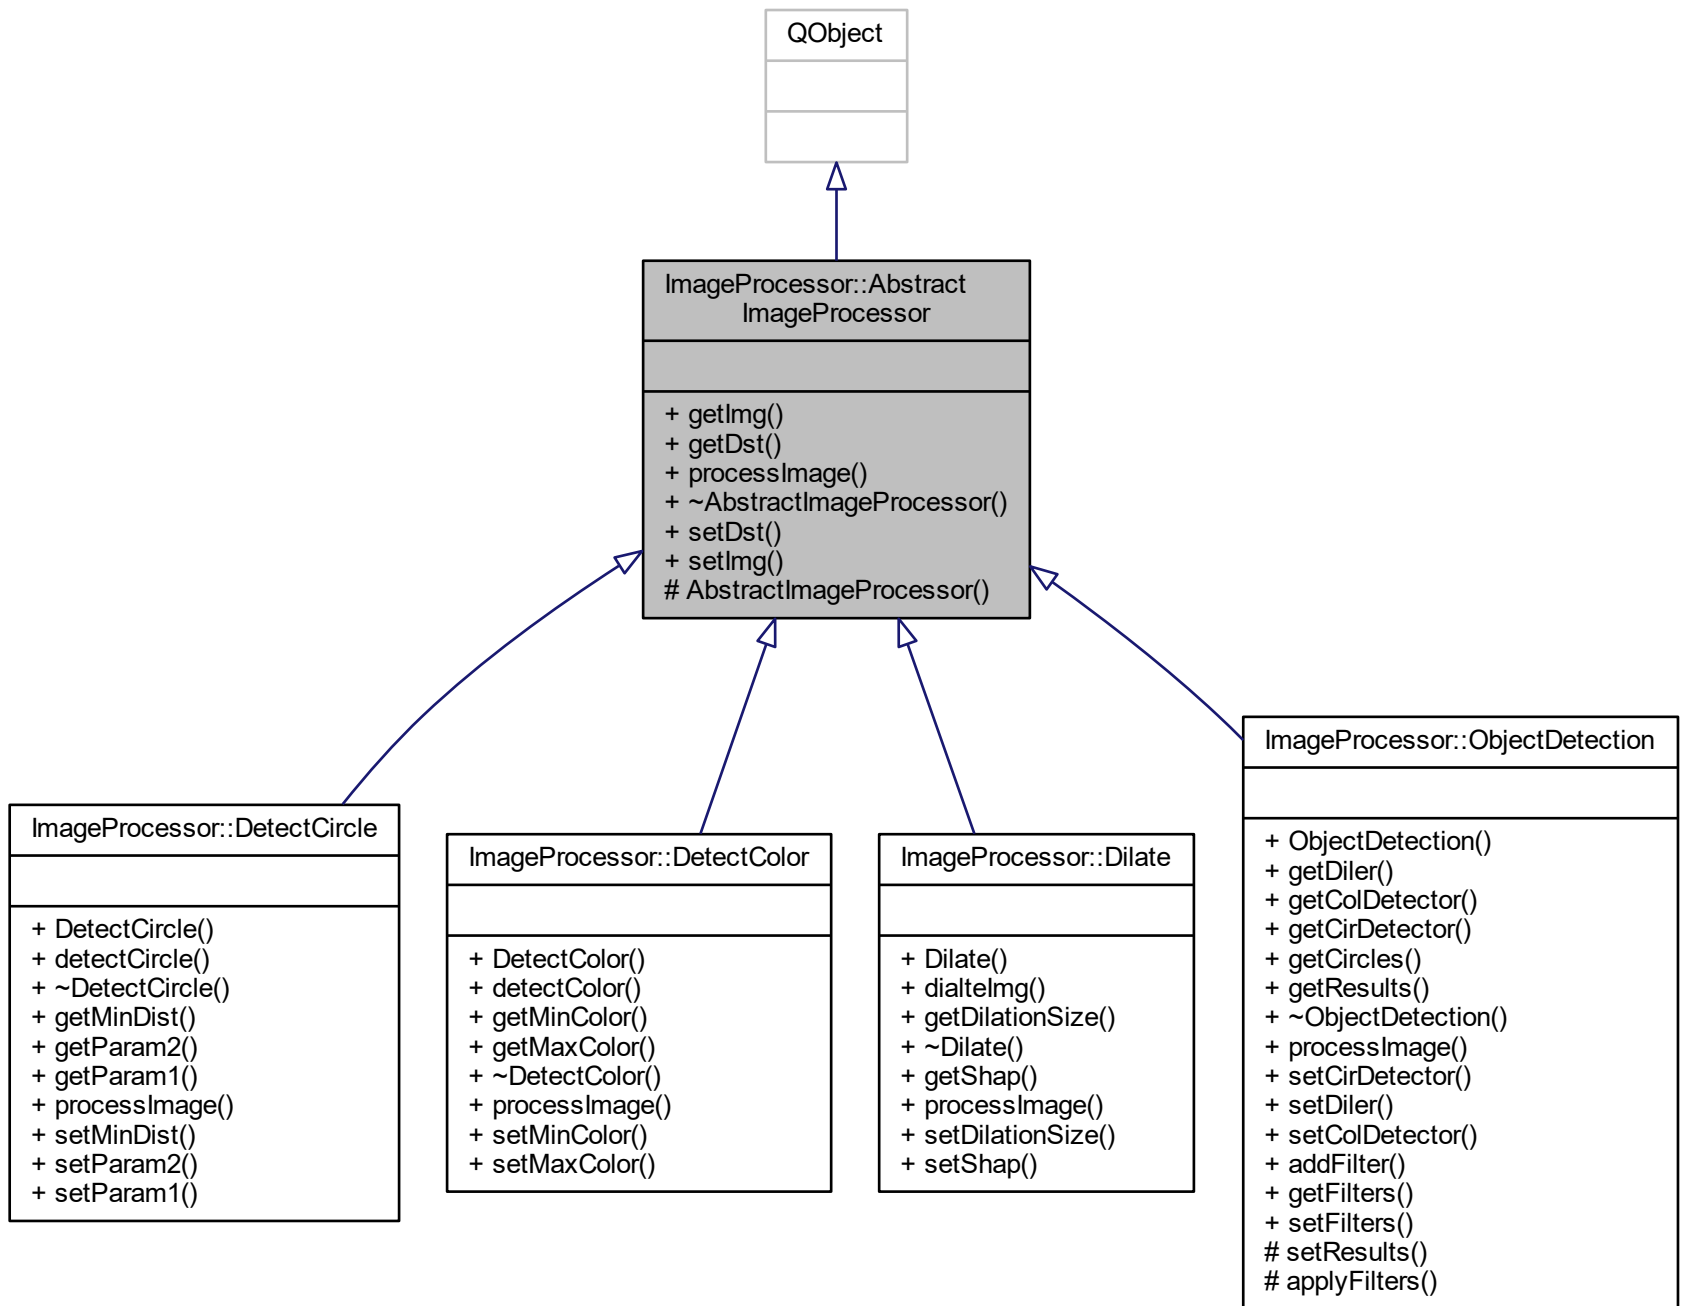 QObject
ImageProcessor::Abstract
ImageProcessor
+ getImg()
+ getDst()
+ processImage()
+ ~AbstractImageProcessor()
+ setDst()
+ setImg()
# AbstractImageProcessor()
ImageProcessor::DetectCircle
+ DetectCircle()
+ detectCircle()
+ ~DetectCircle()
+ getMinDist()
+ getParam2()
+ getParam1()
+ processImage()
+ setMinDist()
+ setParam2()
+ setParam1()
ImageProcessor::DetectColor
+ DetectColor()
+ detectColor()
+ getMinColor()
+ getMaxColor()
+ ~DetectColor()
+ processImage()
+ setMinColor()
+ setMaxColor()
ImageProcessor::Dilate
+ Dilate()
+ dialteImg()
+ getDilationSize()
+ ~Dilate()
+ getShap()
+ processImage()
+ setDilationSize()
+ setShap()
ImageProcessor::ObjectDetection
+ ObjectDetection()
+ getDiler()
+ getColDetector()
+ getCirDetector()
+ getCircles()
+ getResults()
+ ~ObjectDetection()
+ processImage()
+ setCirDetector()
+ setDiler()
+ setColDetector()
+ addFilter()
+ getFilters()
+ setFilters()
# setResults()
# applyFilters()